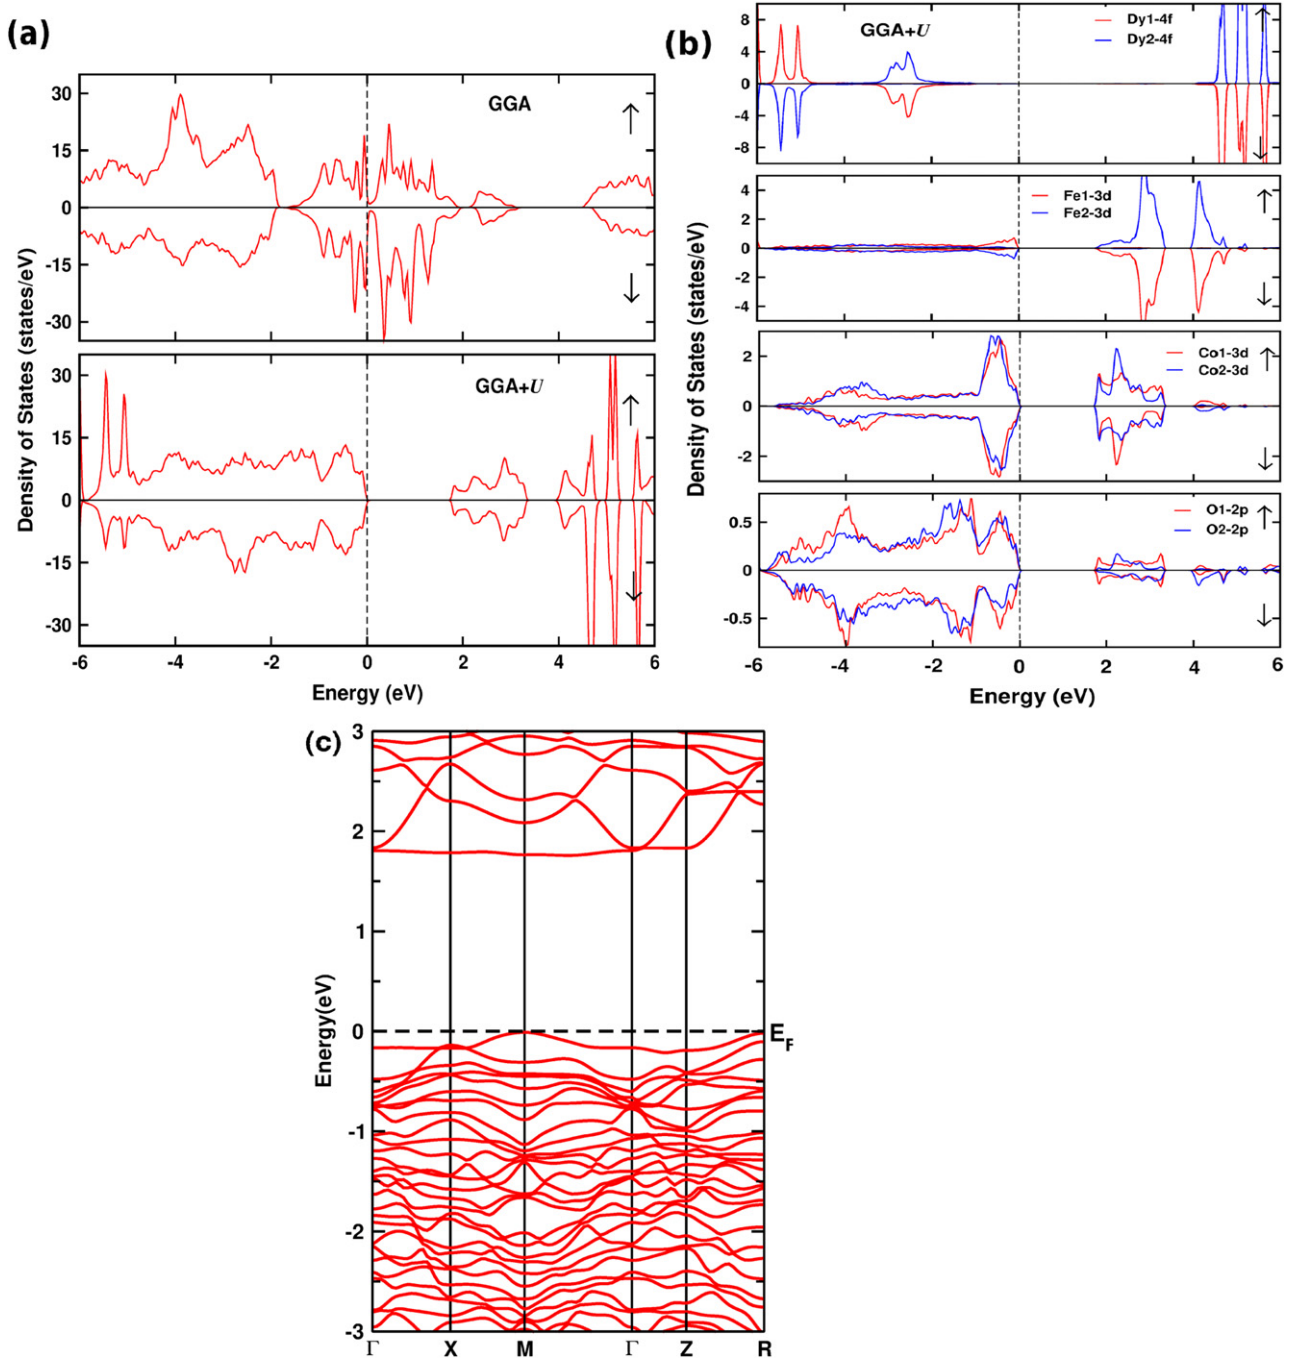 (a)
GGA
↑
30
15
0
-15
-30
↓
GGA+U
↑
30
15
0
-15
-30
↓
-6 -4 -2 0 2 4 6
Energy (eV)
Density of States (states/eV)
(b)
GGA+U
Dy1-4f
Dy2-4f
↑
8
4
0
-4
-8
↓
Fe1-3d
Fe2-3d
↑
4
2
0
-2
-4
↓
Co1-3d
Co2-3d
↑
2
0
-2
↓
O1-2p
O2-2p
↑
0.5
0
-0.5
↓
-6 -4 -2 0 2 4 6
Energy (eV)
Density of States (states/eV)
(c)
3
2
1
0
-1
-2
-3
Energy(eV)
E_F
Γ X M Γ Z R